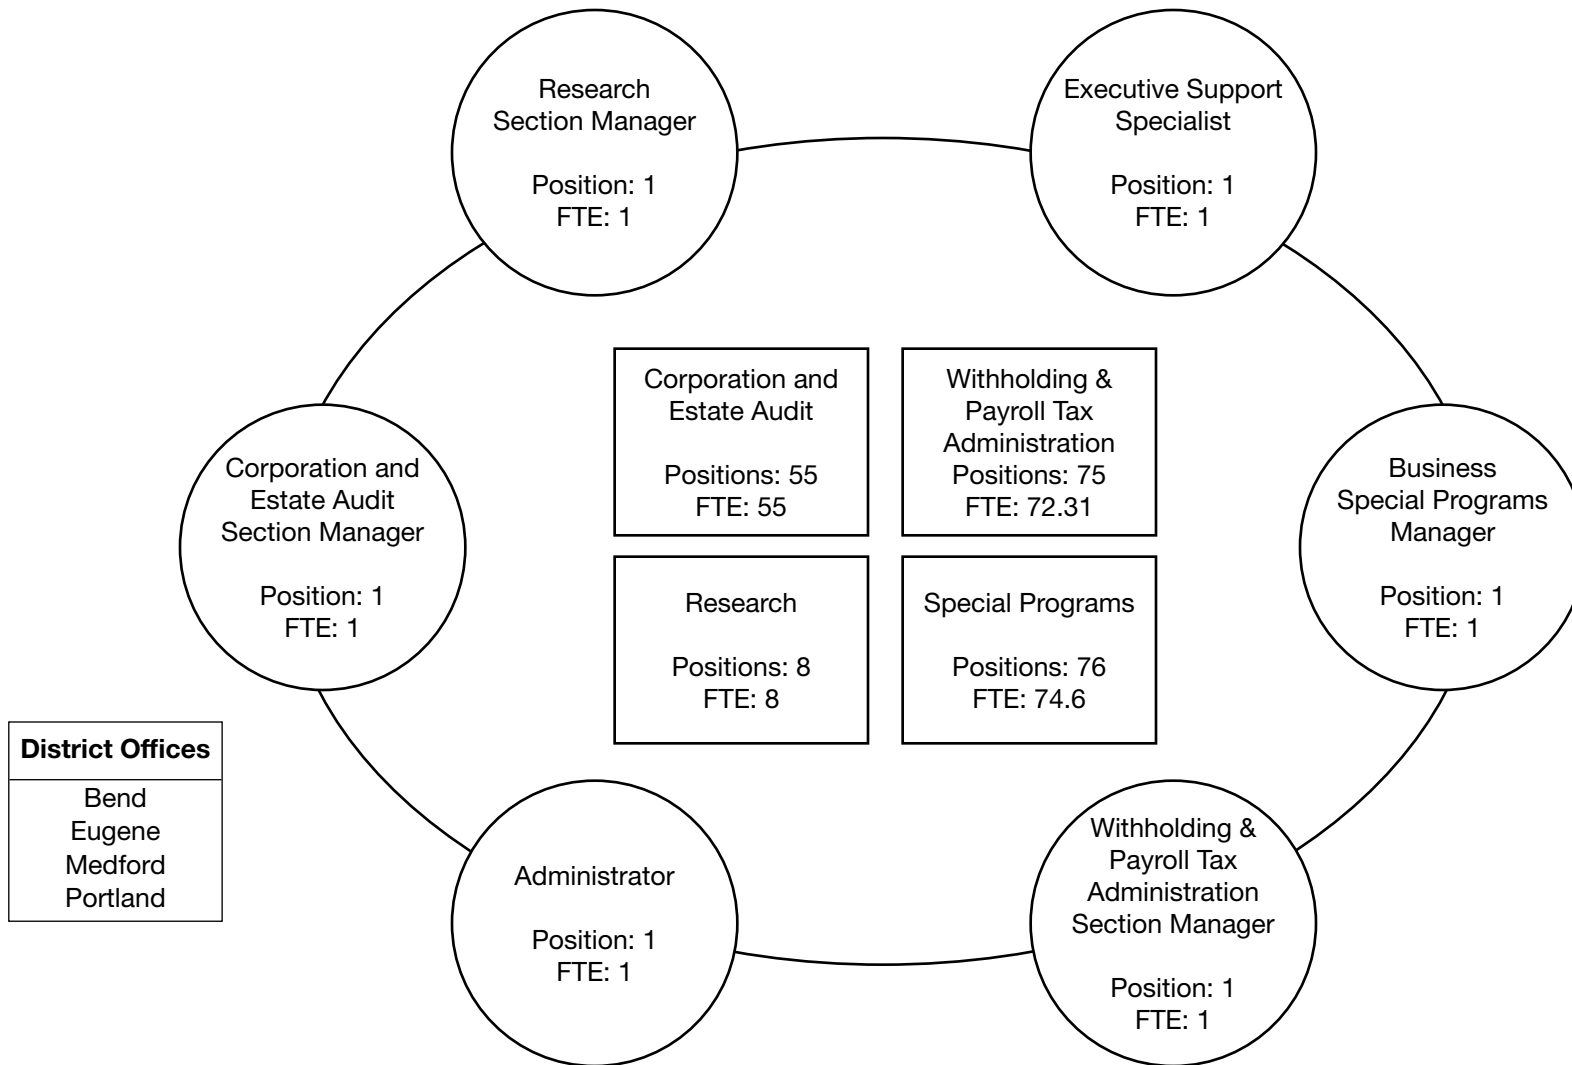 Research
Section Manager
Position: 1
FTE: 1
Executive Support
Specialist
Position: 1
FTE: 1
Corporation and
Estate Audit
Positions: 55
FTE: 55
Withholding &
Payroll Tax
Administration
Positions: 75
FTE: 72.31
Corporation and
Estate Audit
Section Manager
Position: 1
FTE: 1
Business
Special Programs
Manager
Position: 1
FTE: 1
Research
Positions: 8
FTE: 8
Special Programs
Positions: 76
FTE: 74.6
District Offices
Bend
Eugene
Medford
Portland
Administrator
Position: 1
FTE: 1
Withholding &
Payroll Tax
Administration
Section Manager
Position: 1
FTE: 1